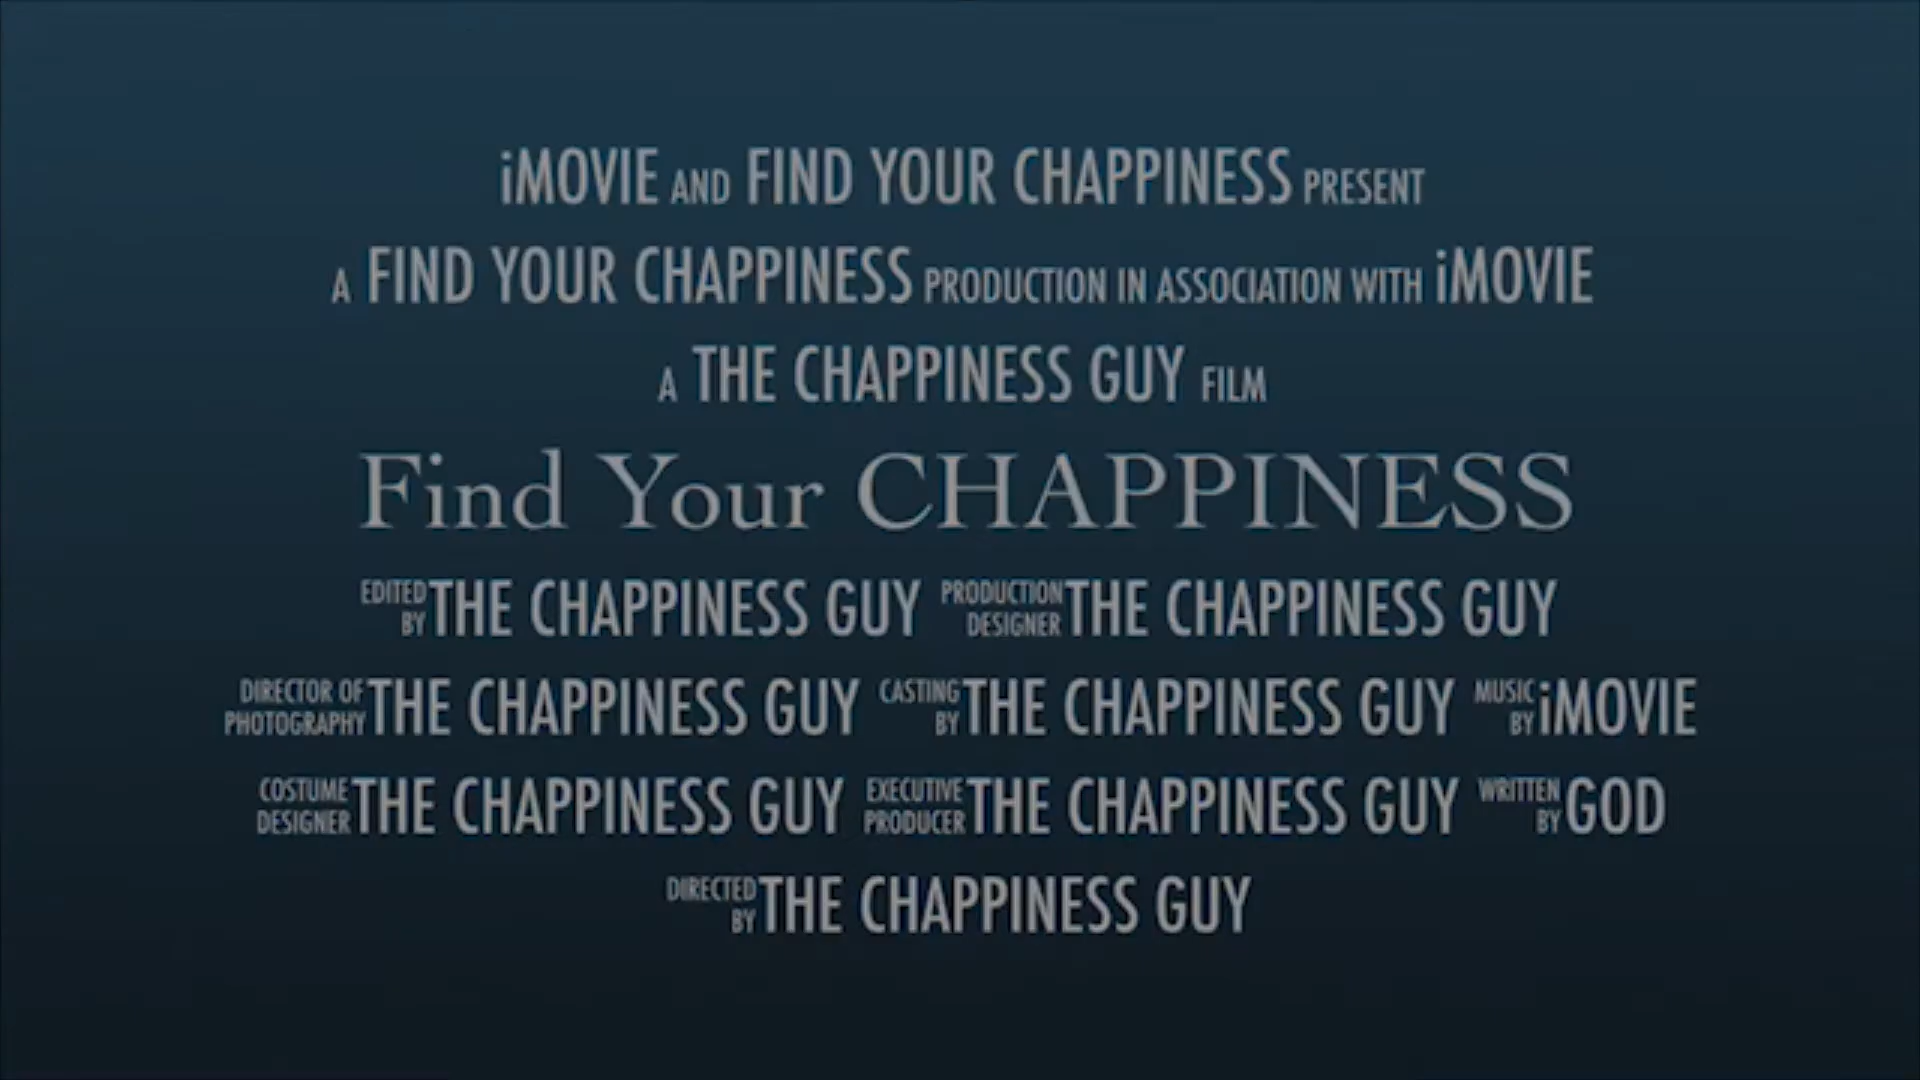 iMOVIE AND FIND YOUR CHAPPINESS PRESENT
A FIND YOUR CHAPPINESS PRODUCTION IN ASSOCIATION WITH iMOVIE
A THE CHAPPINESS GUY FILM
Find Your CHAPPINESS
EDITED BY THE CHAPPINESS GUY PRODUCTION DESIGNER THE CHAPPINESS GUY
DIRECTOR OF PHOTOGRAPHY THE CHAPPINESS GUY CASTING BY THE CHAPPINESS GUY MUSIC BY iMOVIE
COSTUME DESIGNER THE CHAPPINESS GUY EXECUTIVE PRODUCER THE CHAPPINESS GUY WRITTEN BY GOD
DIRECTED BY THE CHAPPINESS GUY